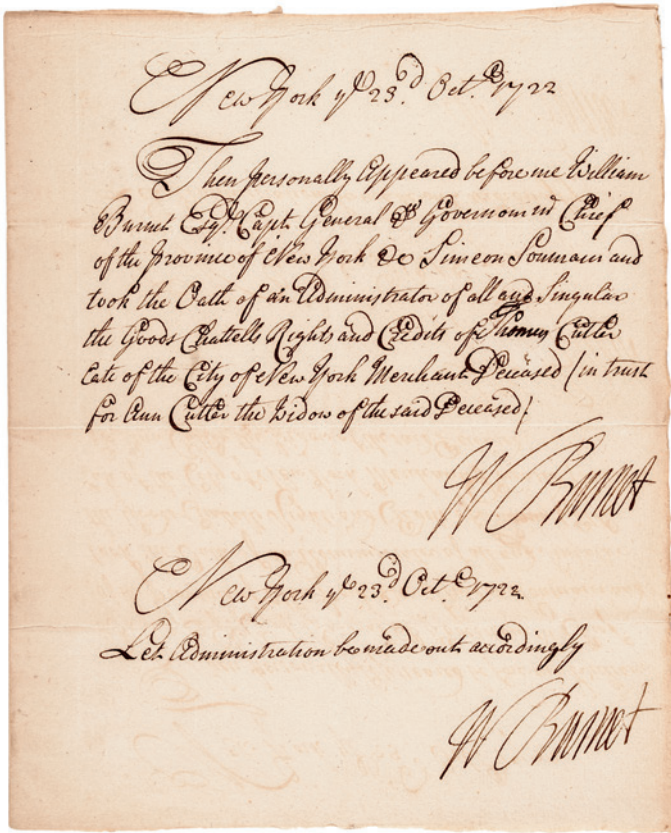 New York ye 23d. Octr. 1722
Then personally Appeared before me William
Burnet Esqr. Capt. General & Governour in Chief
of the Province of New York &c Simeon Soumain and
took the Oath of an Administrator of all and Singular
the Goods Chattells Rights and Credits of Thomas Cutler
Late of the City of New York Merchant Deceased / in trust
for Ann Cutler the Widow of the said Deceased /
W Burnet
New York ye 23d. Octr. 1722.
Let Administration be made out accordingly
W Burnet